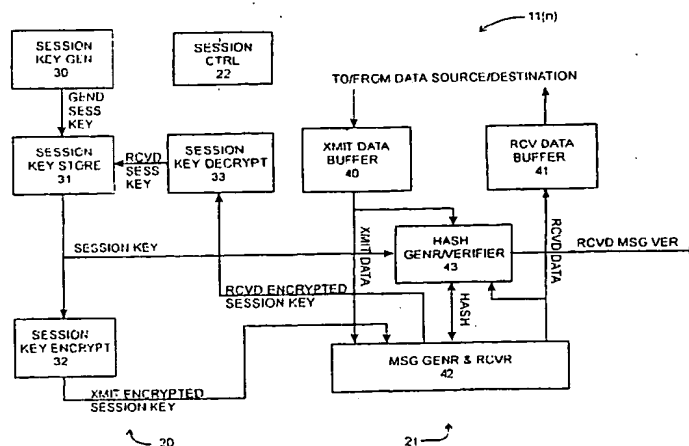 11(n)
SESSION
KEY GEN
30
SESSION
CTRL
22
TO/FROM DATA SOURCE/DESTINATION
GEND
SESS
KEY
SESSION
KEY STORE
31
RCVD
SESS
KEY
SESSION
KEY DECRYPT
33
XMIT DATA
BUFFER
40
RCV DATA
BUFFER
41
SESSION KEY
XMIT DATA
HASH
GENR/VERIFIER
43
RCVD DATA
RCVD MSG VER
RCVD ENCRYPTED
SESSION KEY
HASH
SESSION
KEY ENCRYPT
32
MSG GENR & RCVR
42
XMIT ENCRYPTED
SESSION KEY
20
21